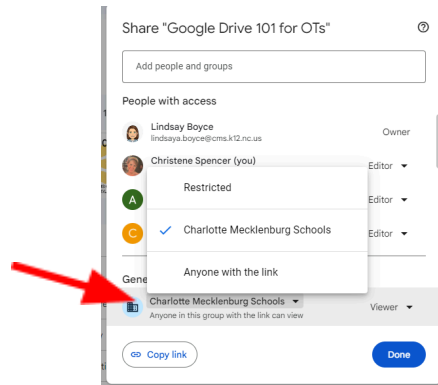 Share "Google Drive 101 for OTs"
Add people and groups
People with access
Lindsay Boyce
lindsaya.boyce@cms.k12.nc.us
Owner
Christene Spencer (you)
Editor
Restricted
A
Editor
C
Charlotte Mecklenburg Schools
Editor
Anyone with the link
Gene
Charlotte Mecklenburg Schools
Anyone in this group with the link can view
Viewer
Copy link
Done